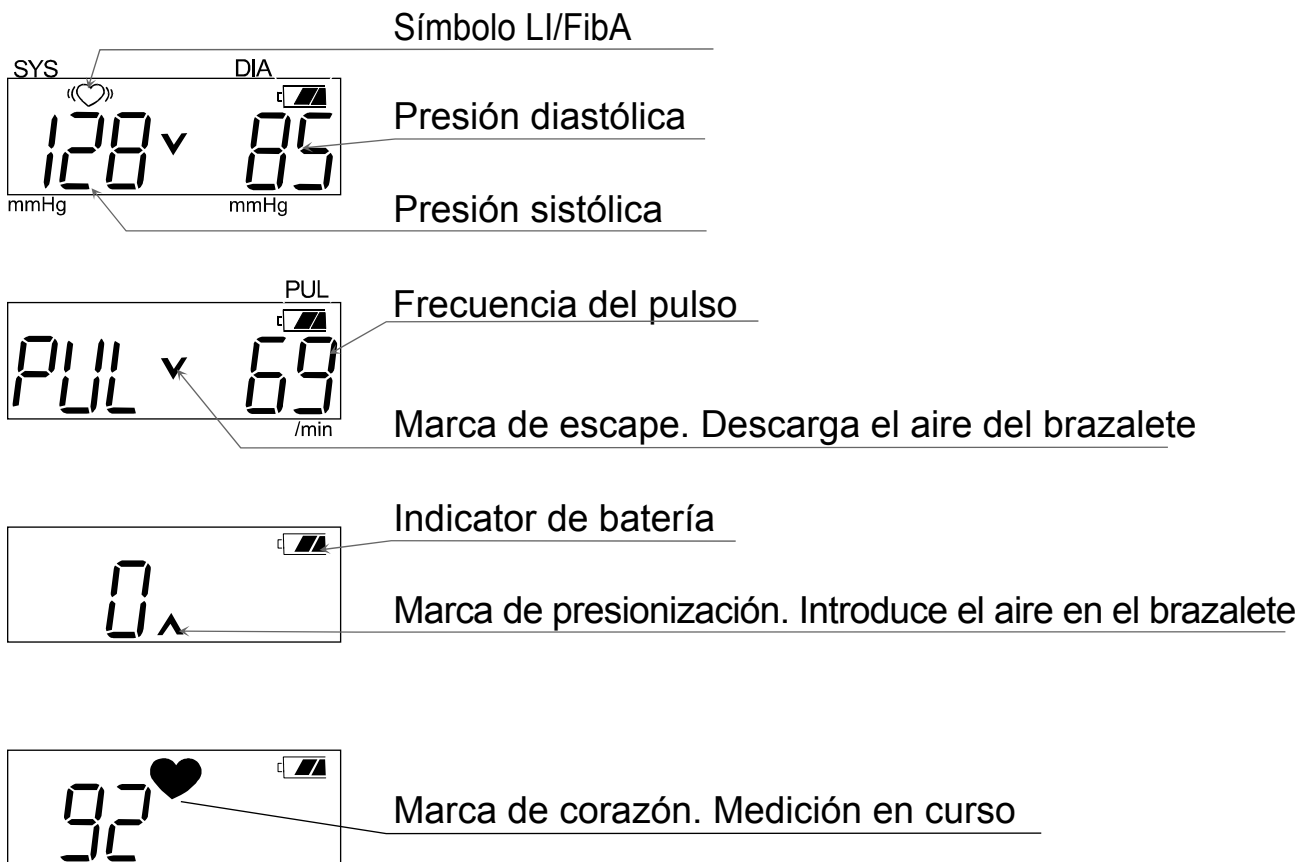 Símbolo LI/FibA
SYS DIA
128 85
Presión diastólica
mmHg mmHg
Presión sistólica
PUL
Frecuencia del pulso
PUL 69
/min
Marca de escape. Descarga el aire del brazalete
Indicator de batería
0
Marca de presionización. Introduce el aire en el brazalete
92
Marca de corazón. Medición en curso